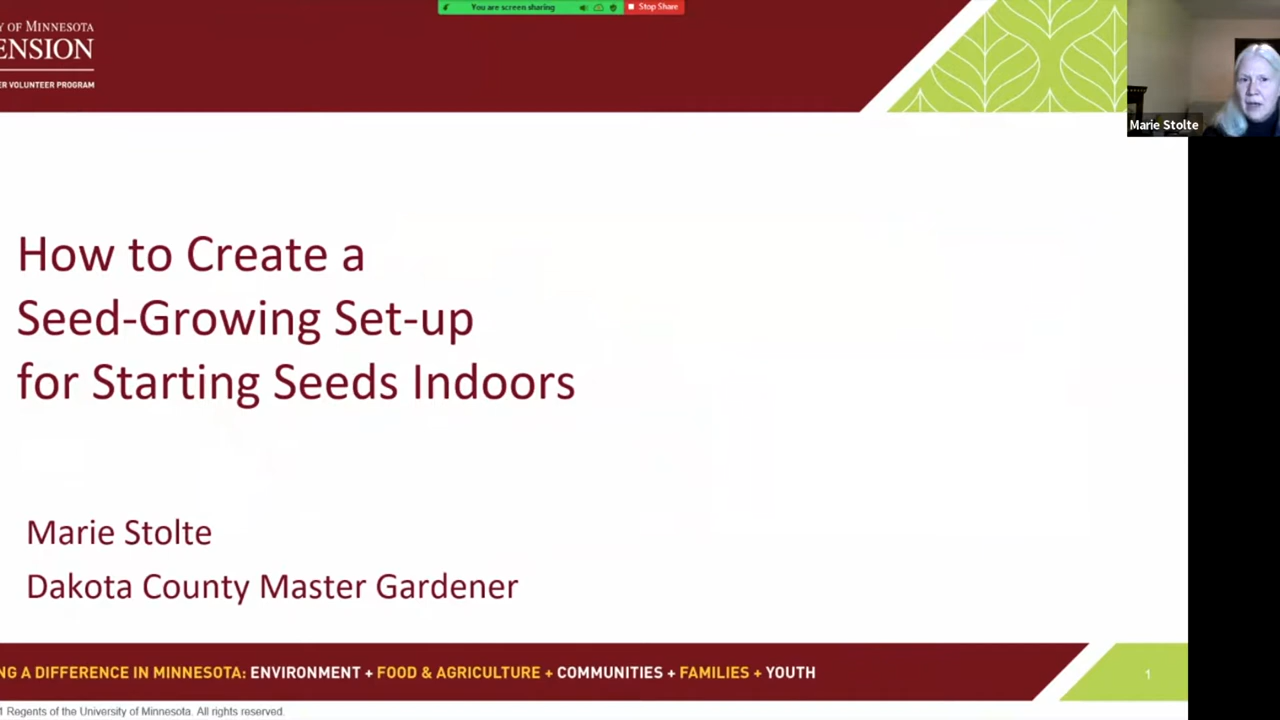 You are screen sharing
Stop Share
Y OF MINNESOTA
ENSION
ER VOLUNTEER PROGRAM
Marie Stolte
How to Create a
Seed-Growing Set-up
for Starting Seeds Indoors
Marie Stolte
Dakota County Master Gardener
NG A DIFFERENCE IN MINNESOTA: ENVIRONMENT + FOOD & AGRICULTURE + COMMUNITIES + FAMILIES + YOUTH
1
1 Regents of the University of Minnesota. All rights reserved.